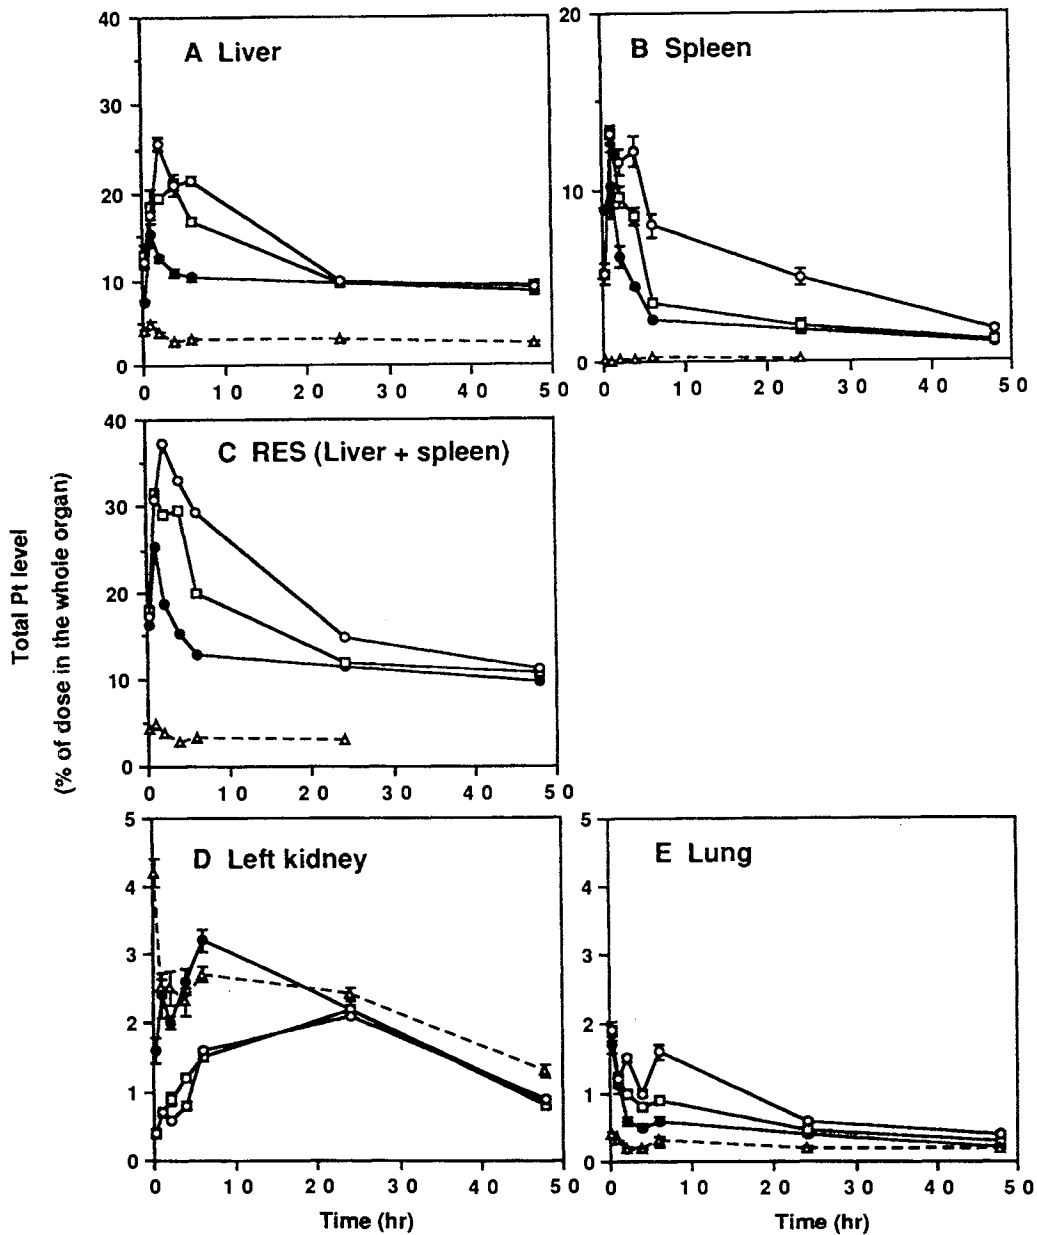 A Liver
40
30
20
10
0
0 10 20 30 40 50
B Spleen
20
10
0
0 10 20 30 40 50
C RES (Liver + spleen)
40
30
20
10
0
0 10 20 30 40 50
Total Pt level
(% of dose in the whole organ)
D Left kidney
5
4
3
2
1
0
0 10 20 30 40 50
Time (hr)
E Lung
5
4
3
2
1
0
0 10 20 30 40 50
Time (hr)